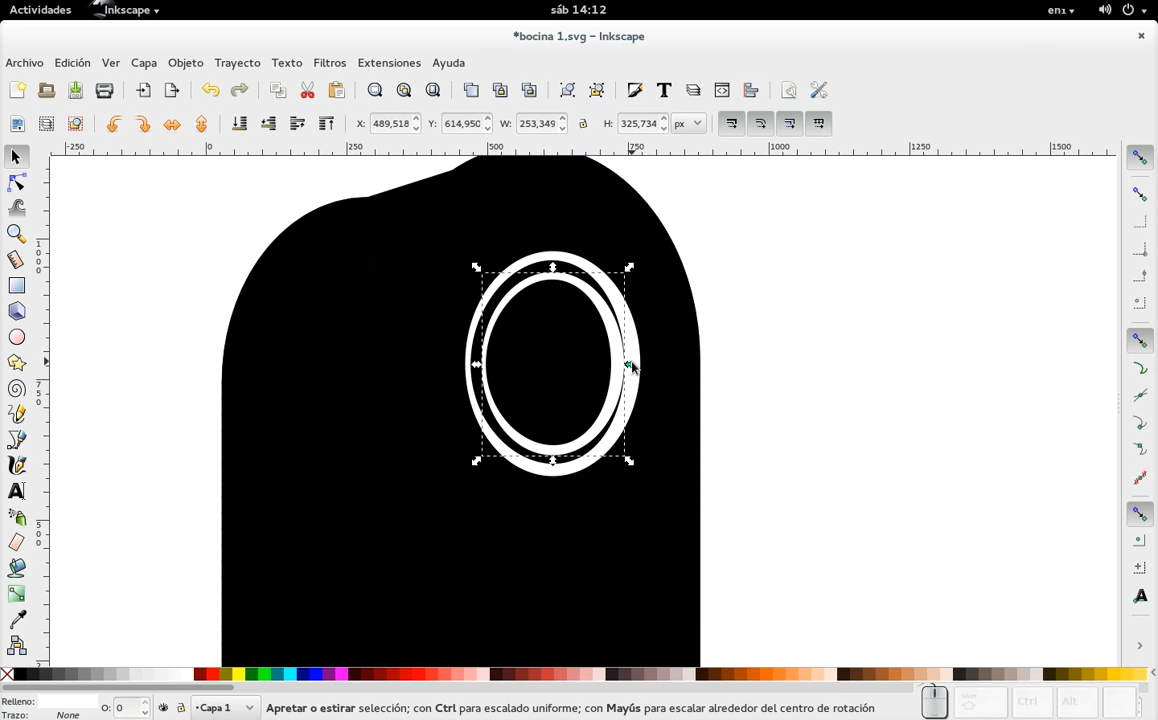 Actividades Inkscape sáb 14:12 en1
*bocina 1.svg – Inkscape
Archivo Edición Ver Capa Objeto Trayecto Texto Filtros Extensiones Ayuda
X: 489,518 Y: 614,950 W: 253,349 H: 325,734 px
-250 0 250 500 750 1000 1250 1500
1000
750
500
Relleno: O: 0 •Capa 1 Apretar o estirar selección; con Ctrl para escalado uniforme; con Mayús para escalar alrededor del centro de rotación Ctrl Alt
Trazo: None